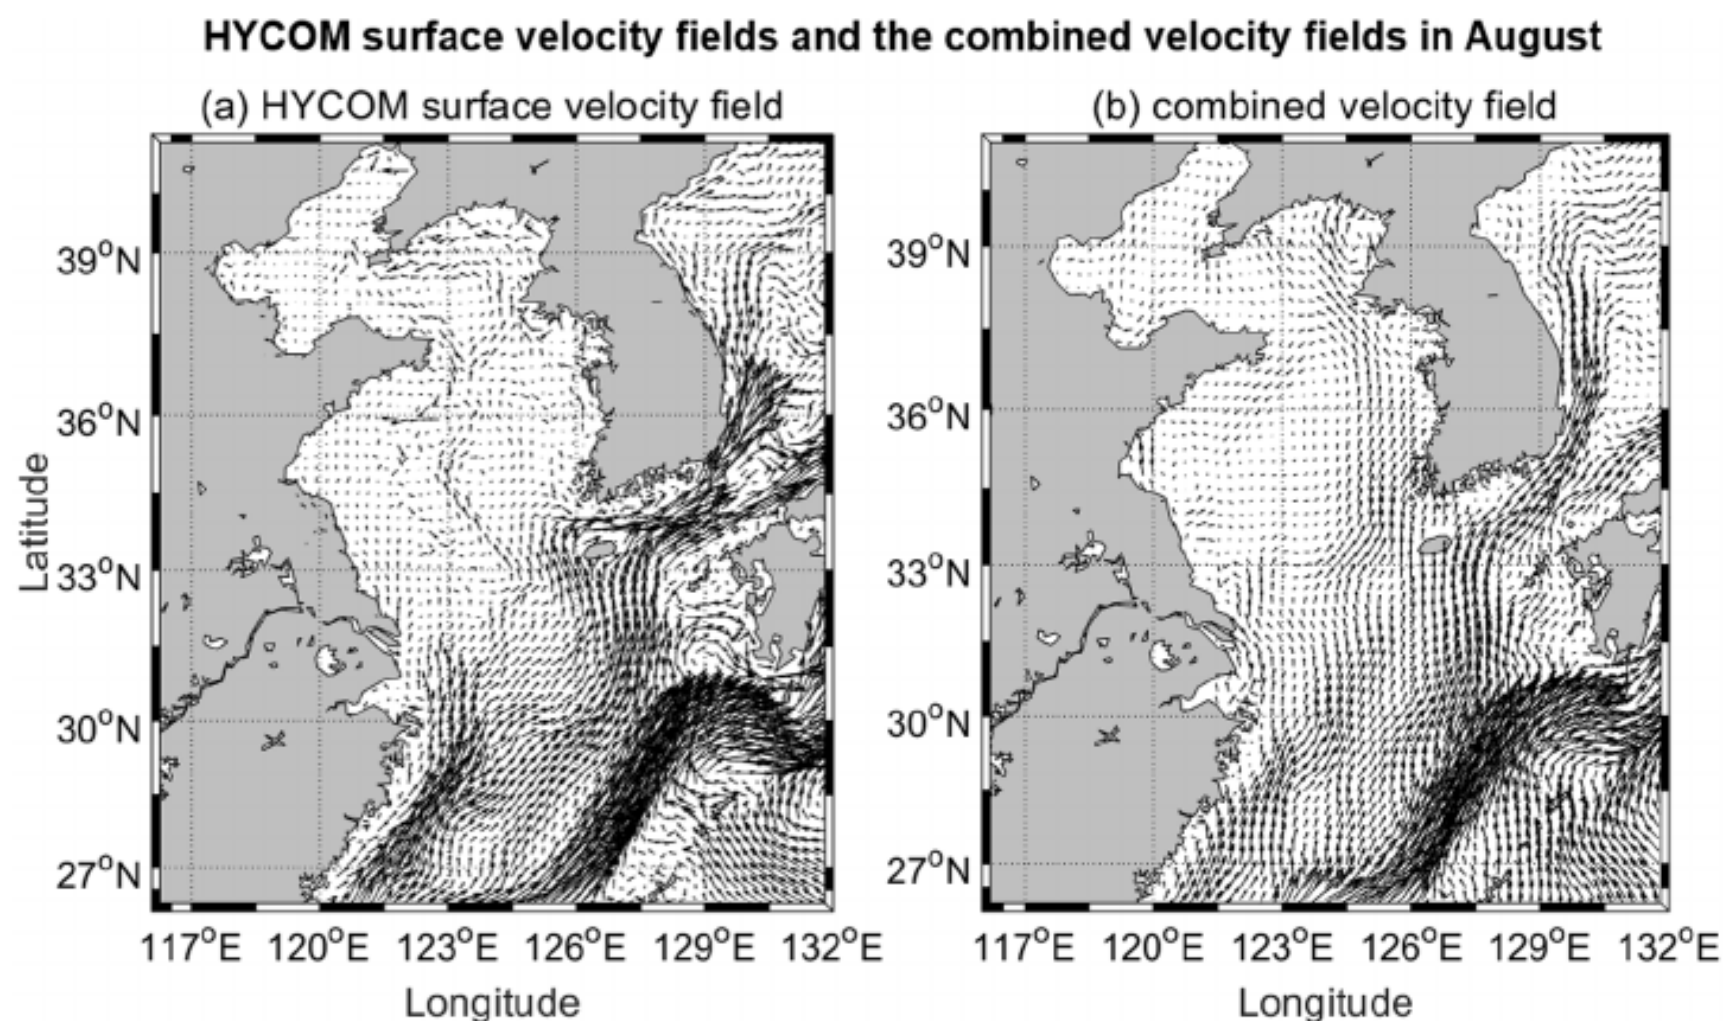 HYCOM surface velocity fields and the combined velocity fields in August
(a) HYCOM surface velocity field
(b) combined velocity field
Latitude
39°N
36°N
33°N
30°N
27°N
39°N
36°N
33°N
30°N
27°N
117°E 120°E 123°E 126°E 129°E 132°E
117°E 120°E 123°E 126°E 129°E 132°E
Longitude
Longitude